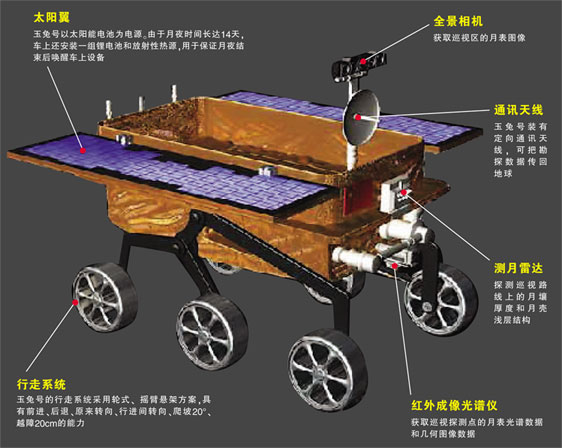 太阳翼
玉兔号以太阳能电池为电源。由于月夜时间长达14天，
车上还安装一组锂电池和放射性热源，用于保证月夜结
束后唤醒车上设备
全景相机
获取巡视区的月表图像
通讯天线
玉兔号装有
定向通讯天
线，可把勘
探数据传回
地球
测月雷达
探测巡视路
线上的月壤
厚度和月壳
浅层结构
行走系统
玉兔号的行走系统采用轮式、摇臂悬架方案，具
有前进、后退、原来转向、行进间转向、爬坡20°、
越障20cm的能力
红外成像光谱仪
获取巡视探测点的月表光谱数据
和几何图像数据